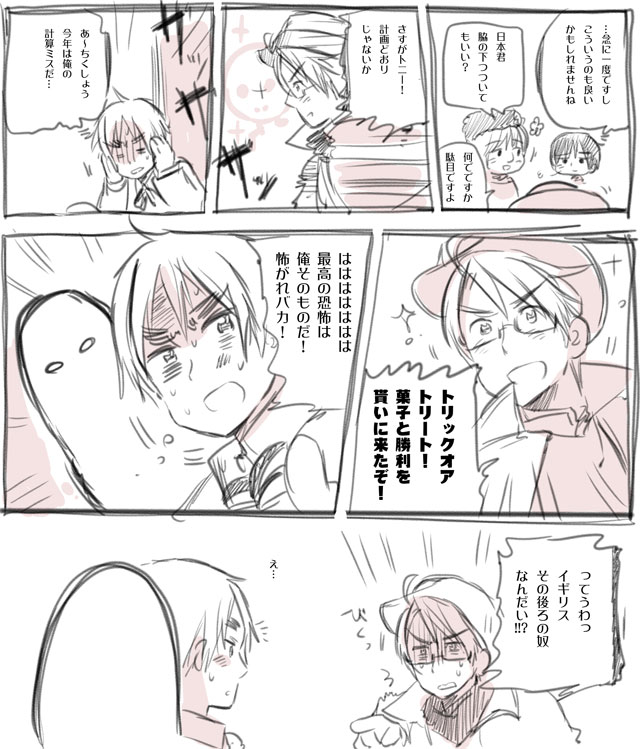 …急に一度ですし
こういうのも良い
かもしれませんね
日本君
脇の下つついて
もいい?
何でですか
駄目ですよ
さすがトニー!
計画どおり
じゃないか
あ〜ちくしょう
今年は俺の
計算ミスだ…
トリックオア
トリート!
菓子と勝利を
貰いに来たぞ!
はははははははは
最高の恐怖は
俺そのものだ!
怖がれバカ!
ってうわっ
イギリス
その後ろの奴
なんだい!!?
びくっ
え…